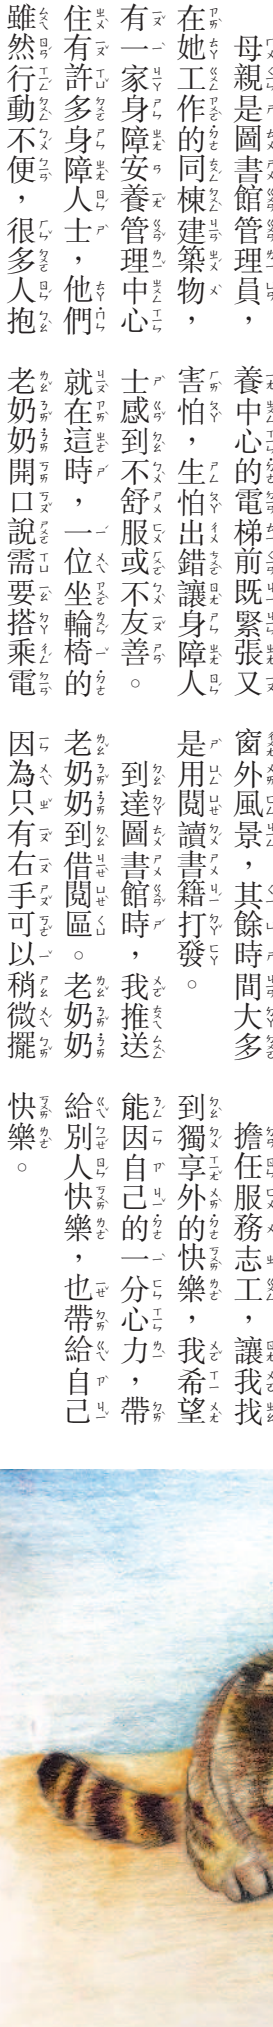 母親是圖書館管理員，
在她工作的同棟建築物，
有一家身障安養管理中心
住有許多身障人士，他們
雖然行動不便，很多人抱
養中心的電梯前既緊張又
害怕，生怕出錯讓身障人
士感到不舒服或不友善。
就在這時，一位坐輪椅的
老奶奶開口說需要搭乘電
窗外風景，其餘時間大多
是用閱讀書籍打發。
到達圖書館時，我推送
老奶奶到借閱區。老奶奶
因為只有右手可以稍微擺
擔任服務志工，讓我找
到獨享外的快樂，我希望
能因自己的一分心力，帶
給別人快樂，也帶給自己
快樂。